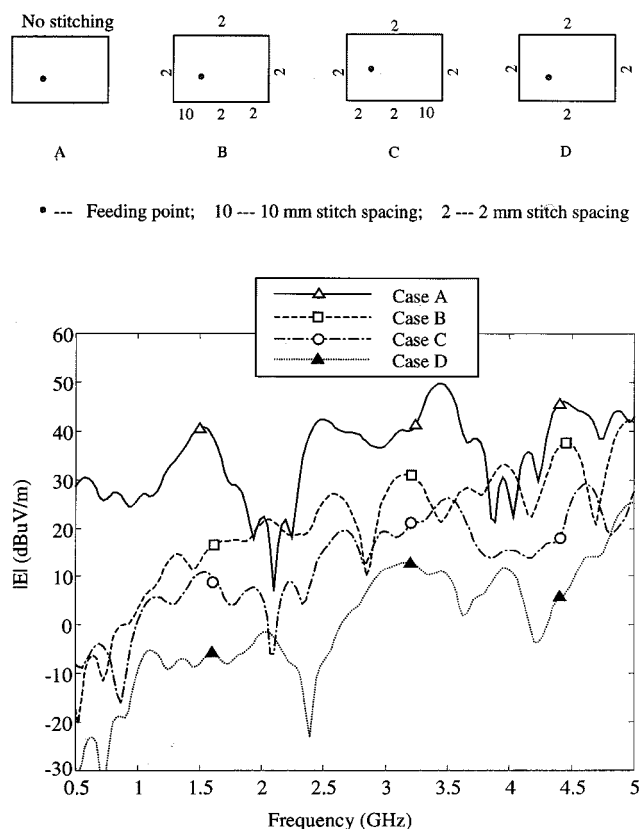 No stitching
2 2 2
2 2 2 2 2 2
10 2 2 2 2 10 2
A B C D
• --- Feeding point; 10 --- 10 mm stitch spacing; 2 --- 2 mm stitch spacing
Case A
Case B
Case C
Case D
60
50
40
30
20
10
0
-10
-20
-30
|E| (dBuV/m)
0.5 1 1.5 2 2.5 3 3.5 4 4.5 5
Frequency (GHz)